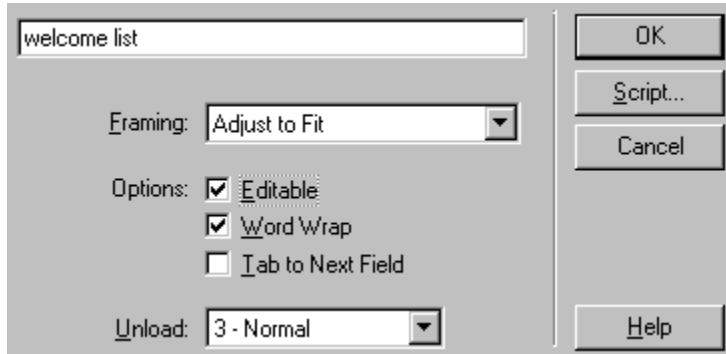 welcome list
OK
Script...
Framing: Adjust to Fit
Cancel
Options: Editable
Word Wrap
Tab to Next Field
Unload: 3 - Normal
Help